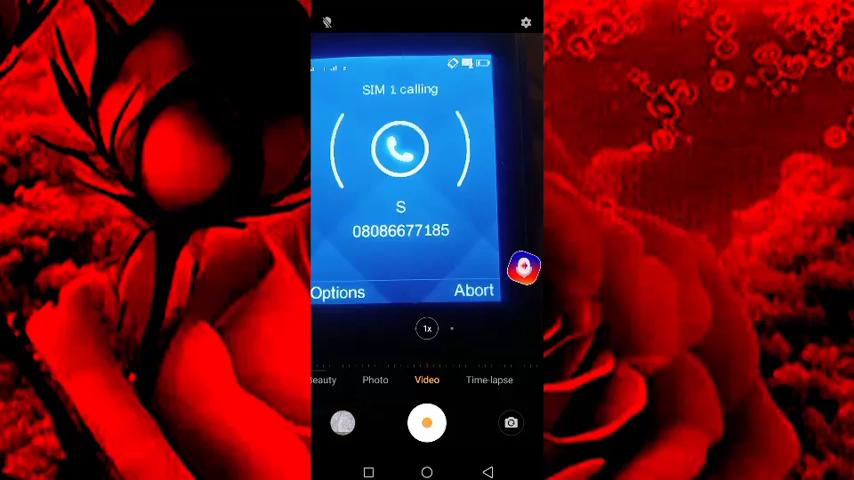 SIM 1 calling
S
08086677185
Options
Abort
1x
Beauty
Photo
Video
Time-lapse